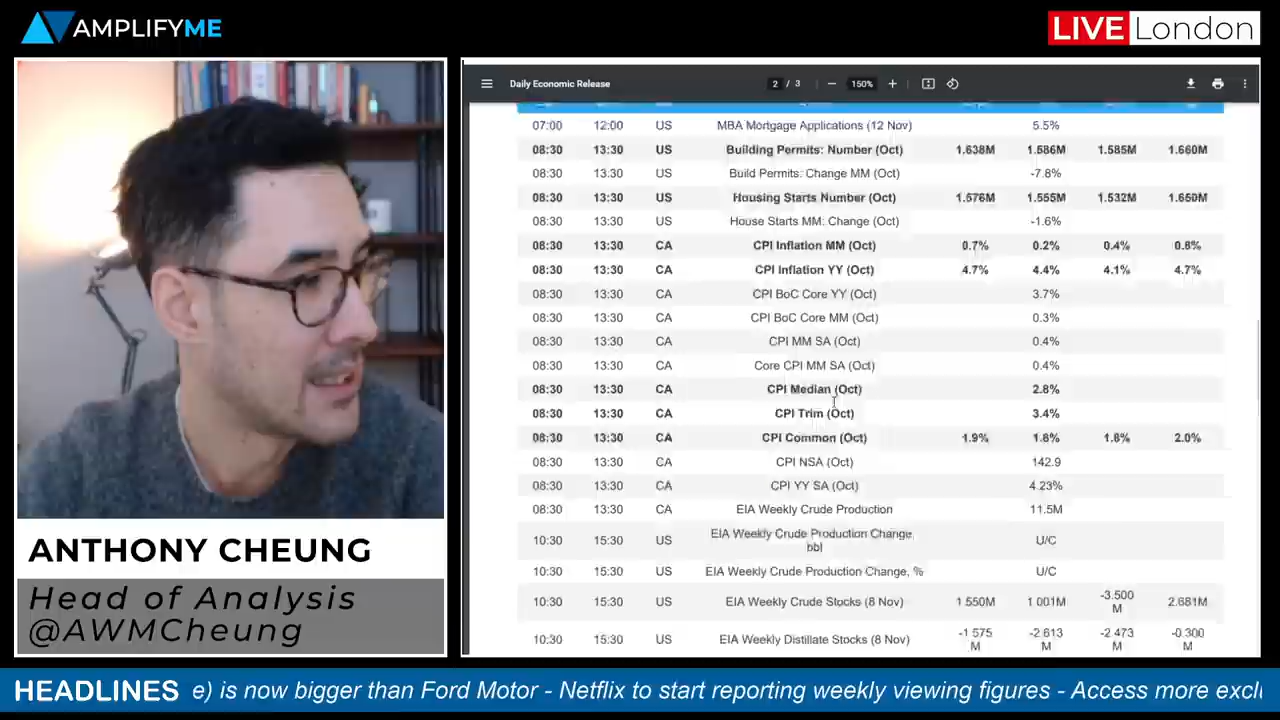 AMPLIFYME
LIVE London
Daily Economic Release 2 / 3 150%
07:00 12:00 US MBA Mortgage Applications (12 Nov) 5.5%
08:30 13:30 US Building Permits: Number (Oct) 1.638M 1.586M 1.585M 1.660M
08:30 13:30 US Build Permits: Change MM (Oct) -7.8%
08:30 13:30 US Housing Starts Number (Oct) 1.576M 1.555M 1.532M 1.650M
08:30 13:30 US House Starts MM: Change (Oct) -1.6%
08:30 13:30 CA CPI Inflation MM (Oct) 0.7% 0.2% 0.4% 0.8%
08:30 13:30 CA CPI Inflation YY (Oct) 4.7% 4.4% 4.1% 4.7%
08:30 13:30 CA CPI BoC Core YY (Oct) 3.7%
08:30 13:30 CA CPI BoC Core MM (Oct) 0.3%
08:30 13:30 CA CPI MM SA (Oct) 0.4%
08:30 13:30 CA Core CPI MM SA (Oct) 0.4%
08:30 13:30 CA CPI Median (Oct) 2.8%
08:30 13:30 CA CPI Trim (Oct) 3.4%
08:30 13:30 CA CPI Common (Oct) 1.9% 1.8% 1.8% 2.0%
08:30 13:30 CA CPI NSA (Oct) 142.9
08:30 13:30 CA CPI YY SA (Oct) 4.23%
08:30 13:30 CA EIA Weekly Crude Production 11.5M
10:30 15:30 US EIA Weekly Crude Production Change, bbl U/C
10:30 15:30 US EIA Weekly Crude Production Change, % U/C
10:30 15:30 US EIA Weekly Crude Stocks (8 Nov) 1.550M 1.001M -3.500 M 2.681M
10:30 15:30 US EIA Weekly Distillate Stocks (8 Nov) -1.575 M -2.613 M -2.473 M -0.300 M
ANTHONY CHEUNG
Head of Analysis
@AWMCheung
HEADLINES e) is now bigger than Ford Motor - Netflix to start reporting weekly viewing figures - Access more exclu